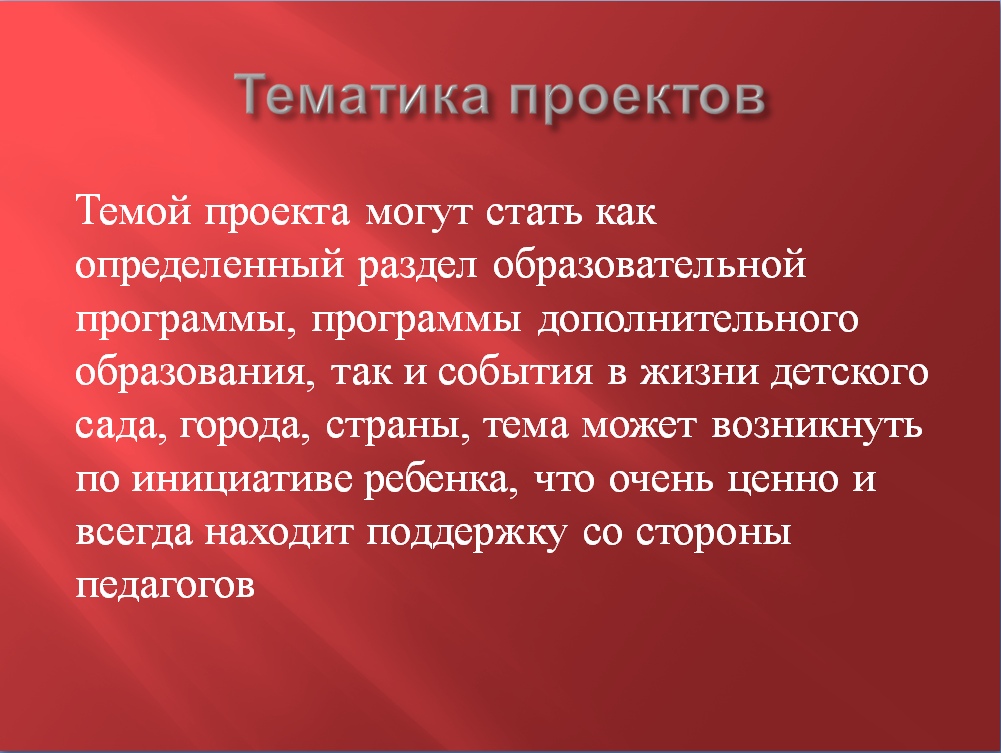 Тематика проектов
Темой проекта могут стать как
определенный раздел образовательной
программы, программы дополнительного
образования, так и события в жизни детского
сада, города, страны, тема может возникнуть
по инициативе ребенка, что очень ценно и
всегда находит поддержку со стороны
педагогов